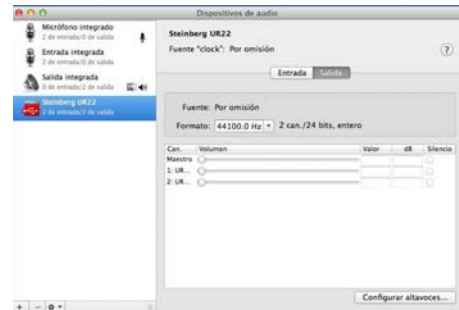 Dispositivos de audio
Micrófono integrado
2 de entrada/0 de salida
Entrada integrada
2 de entrada/0 de salida
Salida integrada
0 de entrada/2 de salida
Steinberg UR22
2 de entrada/2 de salida
Steinberg UR22
Fuente "clock": Por omisión
?
Entrada Salida
Fuente: Por omisión
Formato: 44100.0 Hz 2 can./24 bits, entero
Can. Volumen Valor dB Silencio
Maestro
1: UR...
2: UR...
Configurar altavoces...